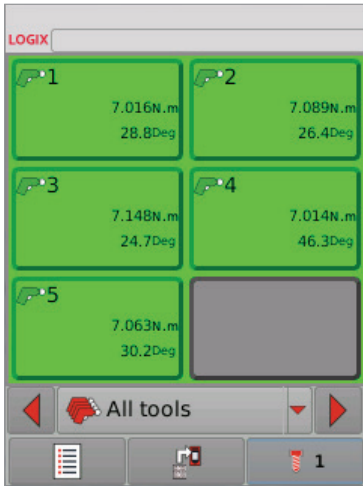 LOGIX
1
7.016N.m
28.8Deg
2
7.089N.m
26.4Deg
3
7.148N.m
24.7Deg
4
7.014N.m
46.3Deg
5
7.063N.m
30.2Deg
All tools
1